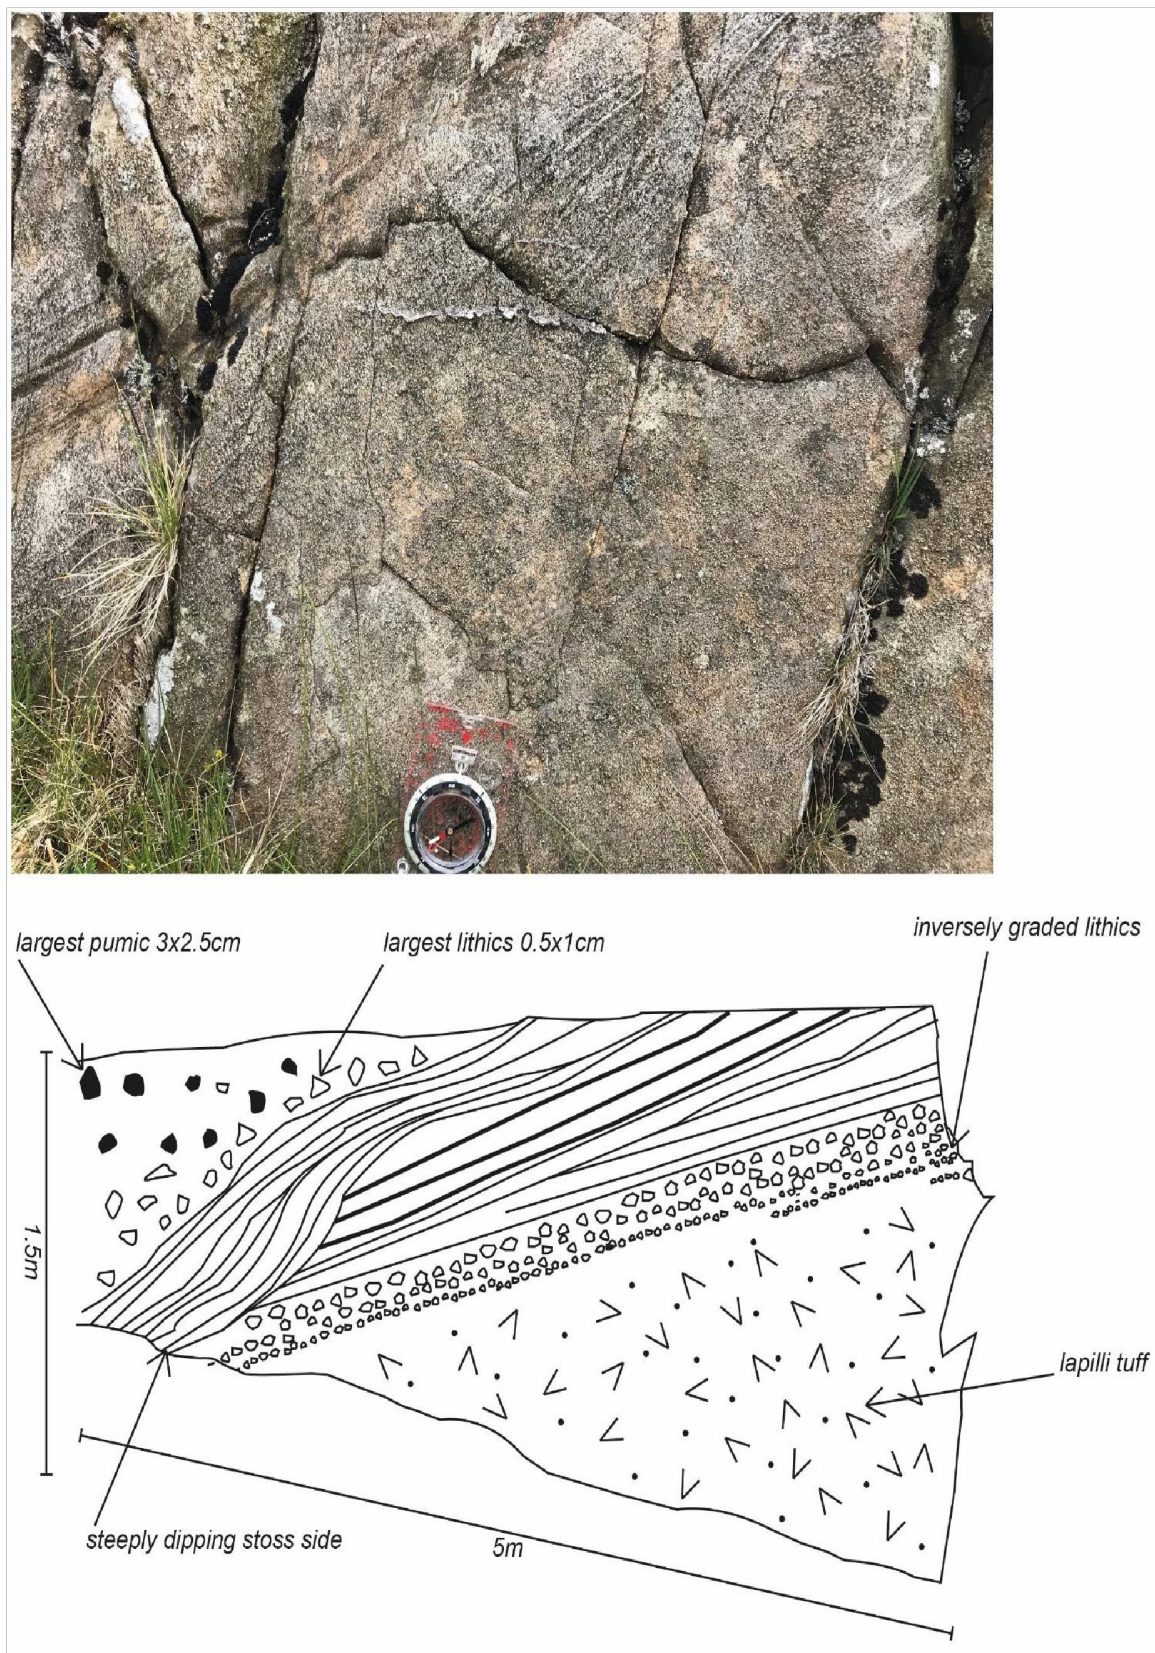 largest pumic 3x2.5cm
largest lithics 0.5x1cm
inversely graded lithics
1.5m
lapilli tuff
steeply dipping stoss side
5m